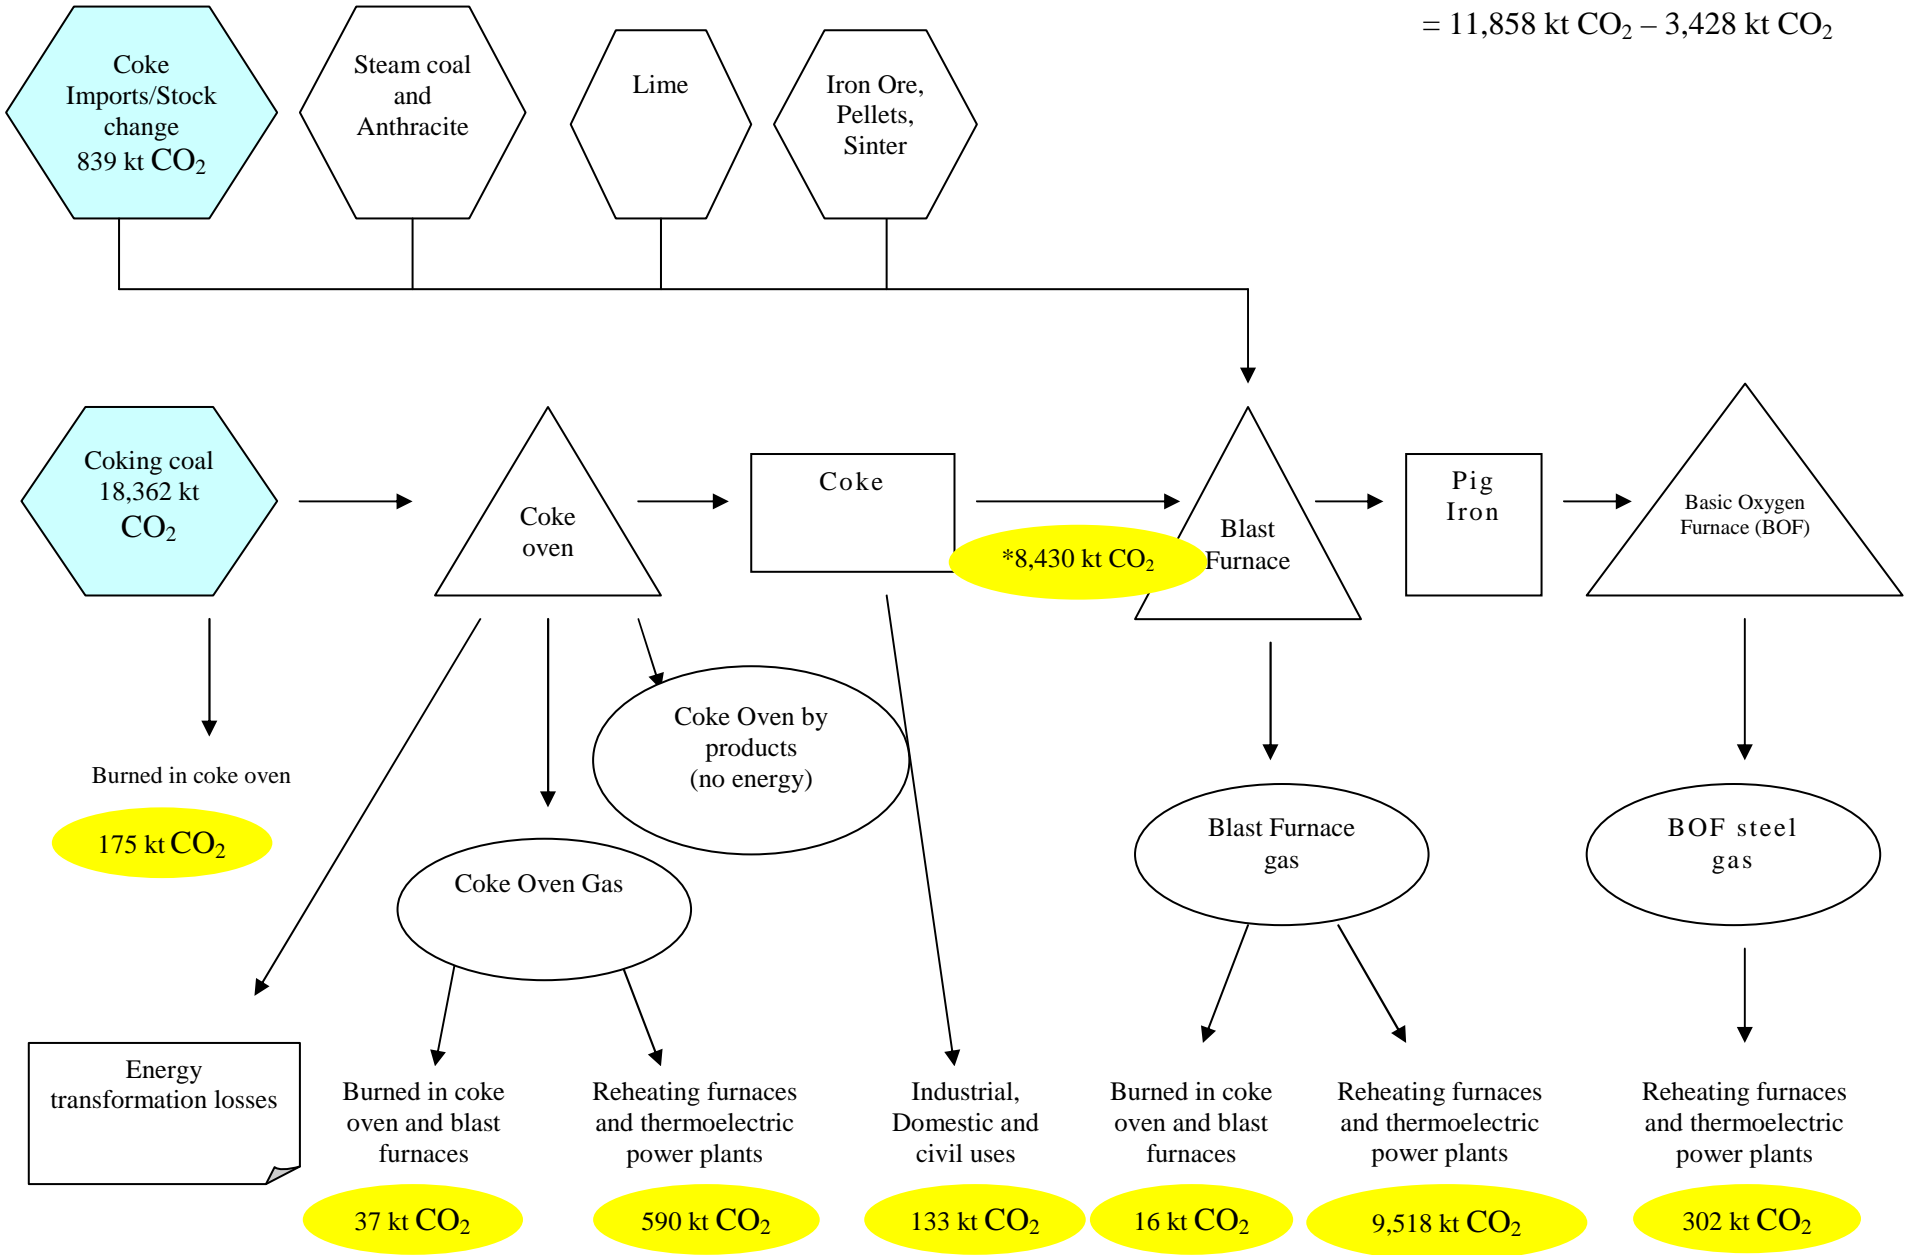 = 11,858 kt CO₂ – 3,428 kt CO₂
Coke
Imports/Stock
change
839 kt CO₂
Steam coal
and
Anthracite
Lime
Iron Ore,
Pellets,
Sinter
Coking coal
18,362 kt
CO₂
Coke
oven
Coke
*8,430 kt CO₂
Blast
Furnace
Pig
Iron
Basic Oxygen
Furnace (BOF)
Burned in coke oven
175 kt CO₂
Coke Oven by
products
(no energy)
Coke Oven Gas
Blast Furnace
gas
BOF steel
gas
Energy
transformation losses
Burned in coke
oven and blast
furnaces
37 kt CO₂
Reheating furnaces
and thermoelectric
power plants
590 kt CO₂
Industrial,
Domestic and
civil uses
133 kt CO₂
Burned in coke
oven and blast
furnaces
16 kt CO₂
Reheating furnaces
and thermoelectric
power plants
9,518 kt CO₂
Reheating furnaces
and thermoelectric
power plants
302 kt CO₂